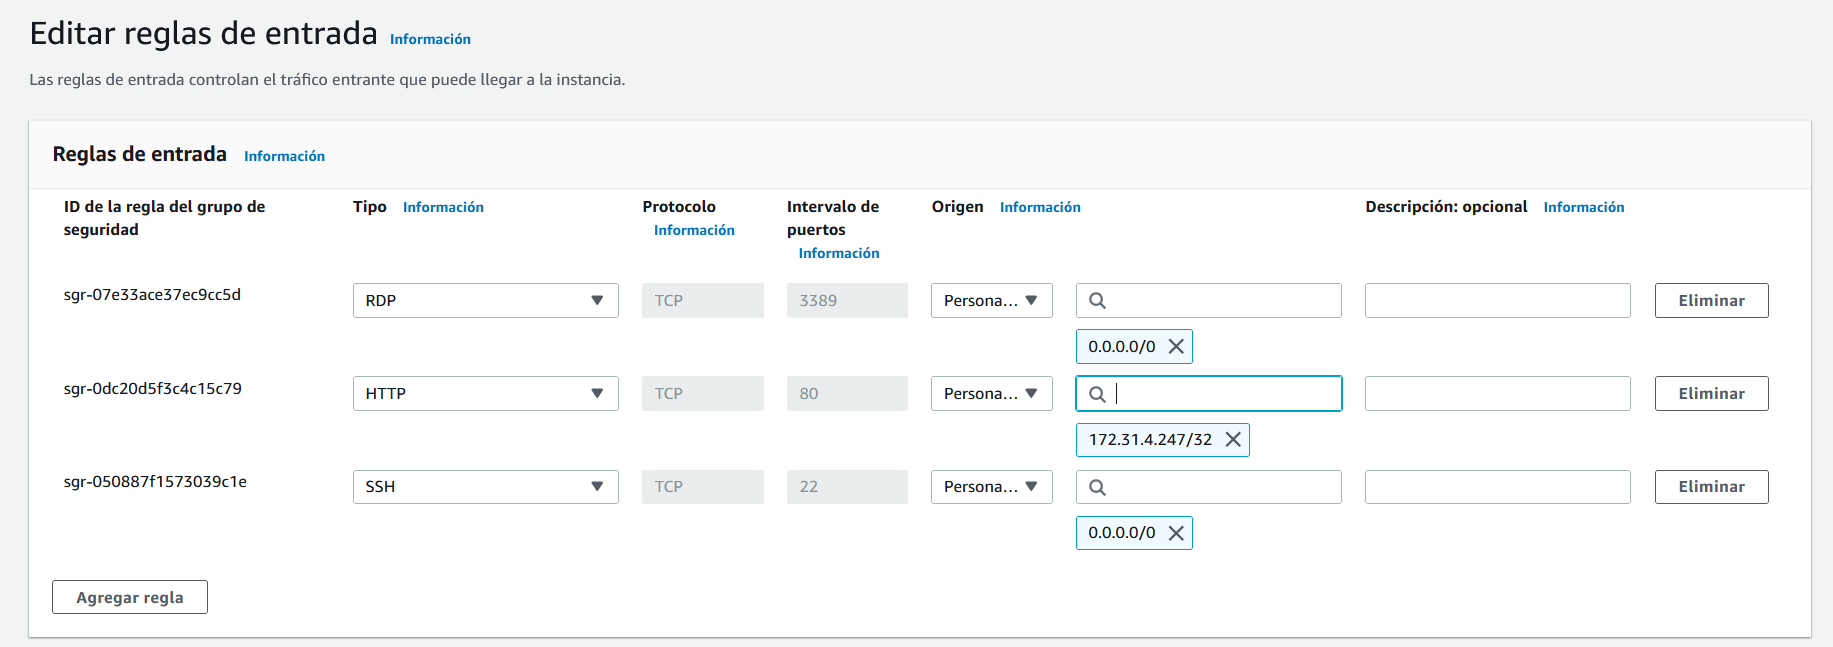 Editar reglas de entrada Información
Las reglas de entrada controlan el tráfico entrante que puede llegar a la instancia.
Reglas de entrada Información
ID de la regla del grupo de seguridad
Tipo Información
Protocolo Información
Intervalo de puertos Información
Origen Información
Descripción: opcional Información
sgr-07e33ace37ec9cc5d
RDP
TCP
3389
Persona...
0.0.0.0/0
Eliminar
sgr-0dc20d5f3c4c15c79
HTTP
TCP
80
Persona...
172.31.4.247/32
Eliminar
sgr-050887f1573039c1e
SSH
TCP
22
Persona...
0.0.0.0/0
Eliminar
Agregar regla